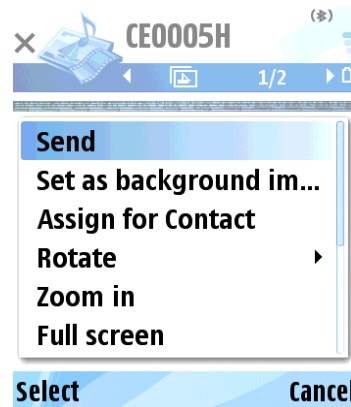 CE0005H
1/2
Send
Set as background im...
Assign for Contact
Rotate
Zoom in
Full screen
Select
Cancel